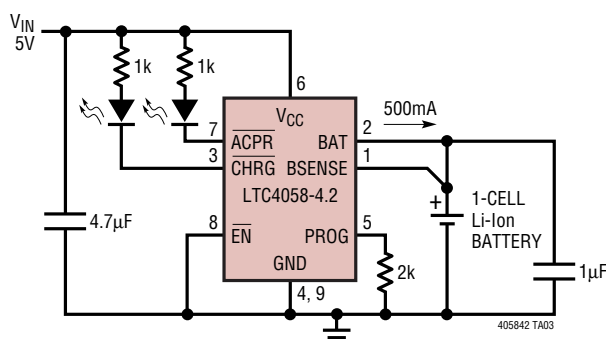 VIN
5V
1k
1k
6
VCC
500mA
7
ACPR
BAT
2
3
CHRG
BSENSE
1
LTC4058-4.2
1-CELL
Li-Ion
BATTERY
+
4.7µF
8
EN
PROG
5
GND
2k
1µF
4, 9
405842 TA03